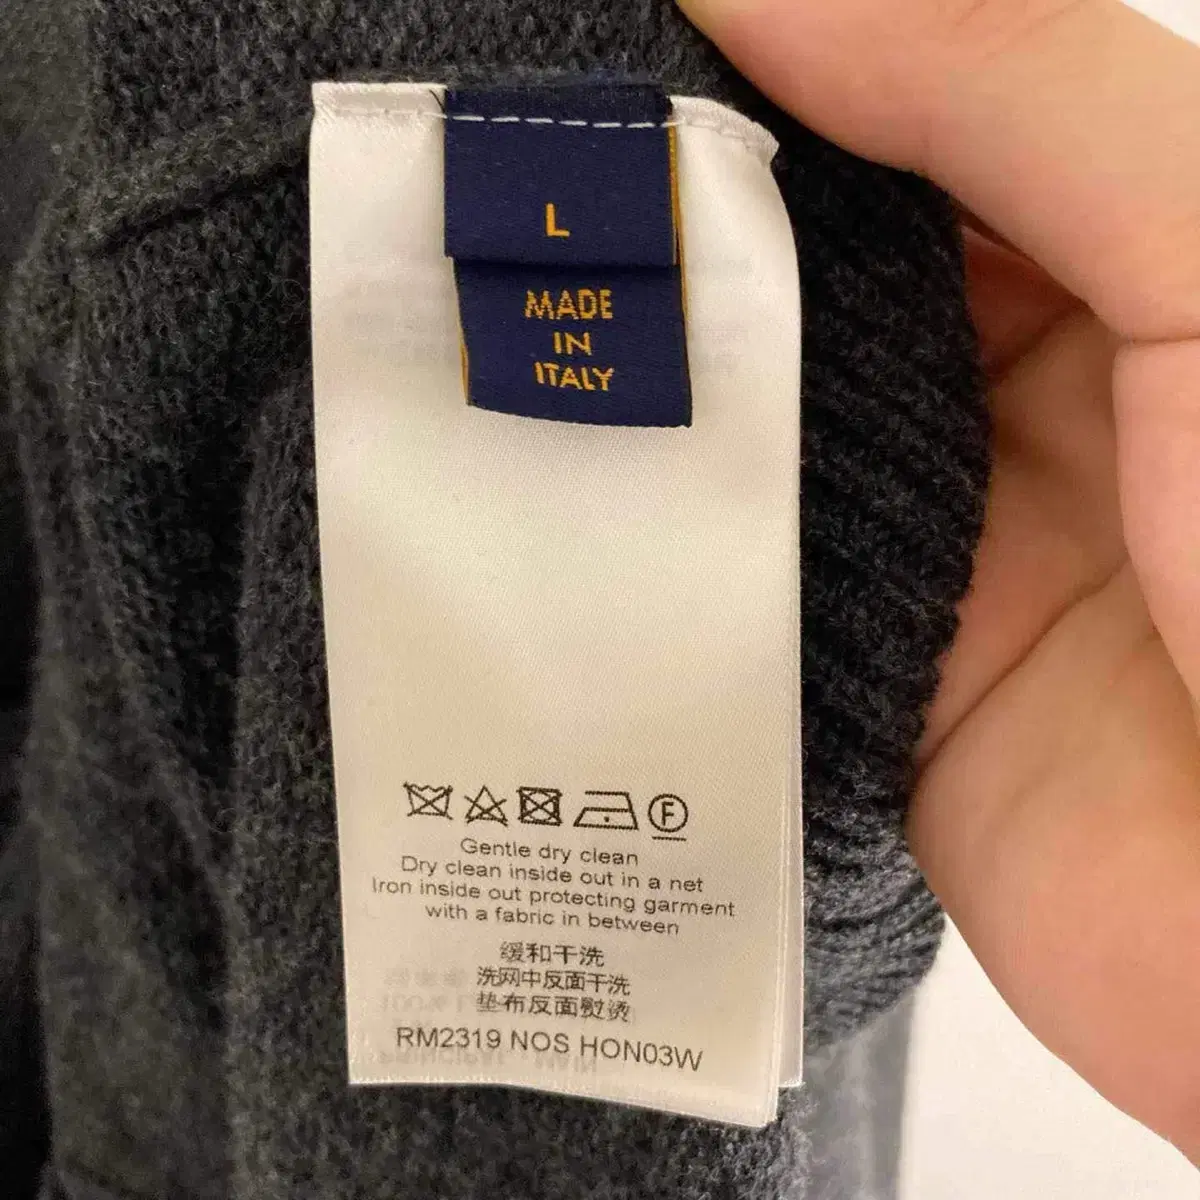 L
MADE
IN
ITALY
F
Gentle dry clean
Dry clean inside out in a net
Iron inside out protecting garment
with a fabric in between
缓和干洗
洗网中反面干洗
垫布反面熨烫
RM2319 NOS HON03W